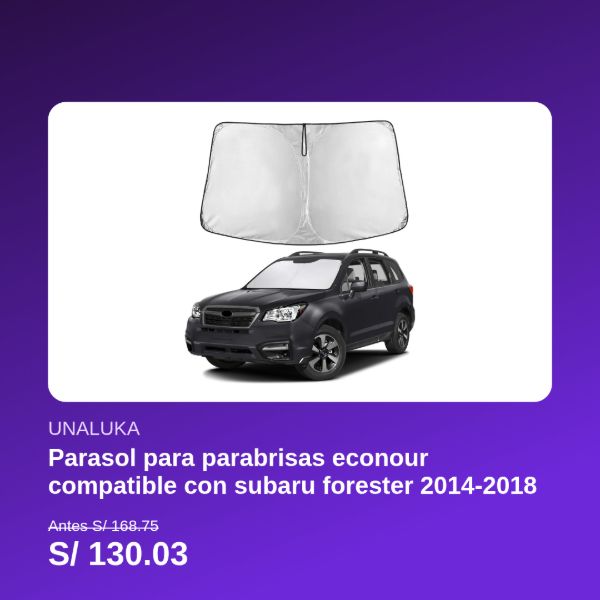 UNALUKA
Parasol para parabrisas econour
compatible con subaru forester 2014-2018
Antes S/ 168.75
S/ 130.03